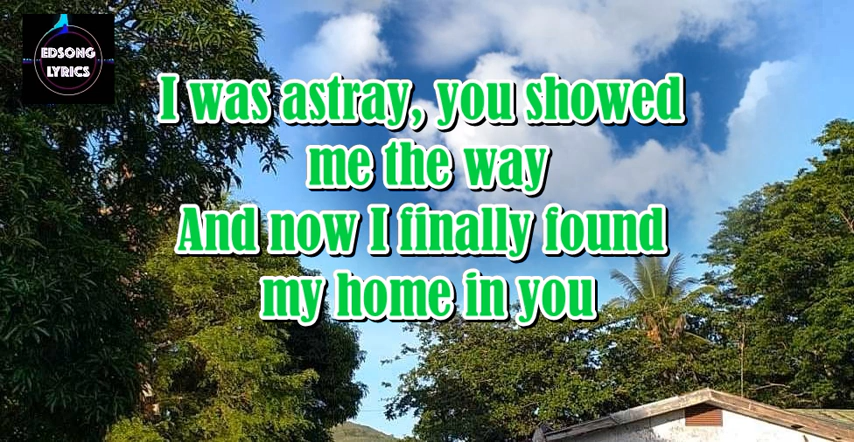 EDSONG
LYRICS
I was astray, you showed
me the way
And now I finally found
my home in you